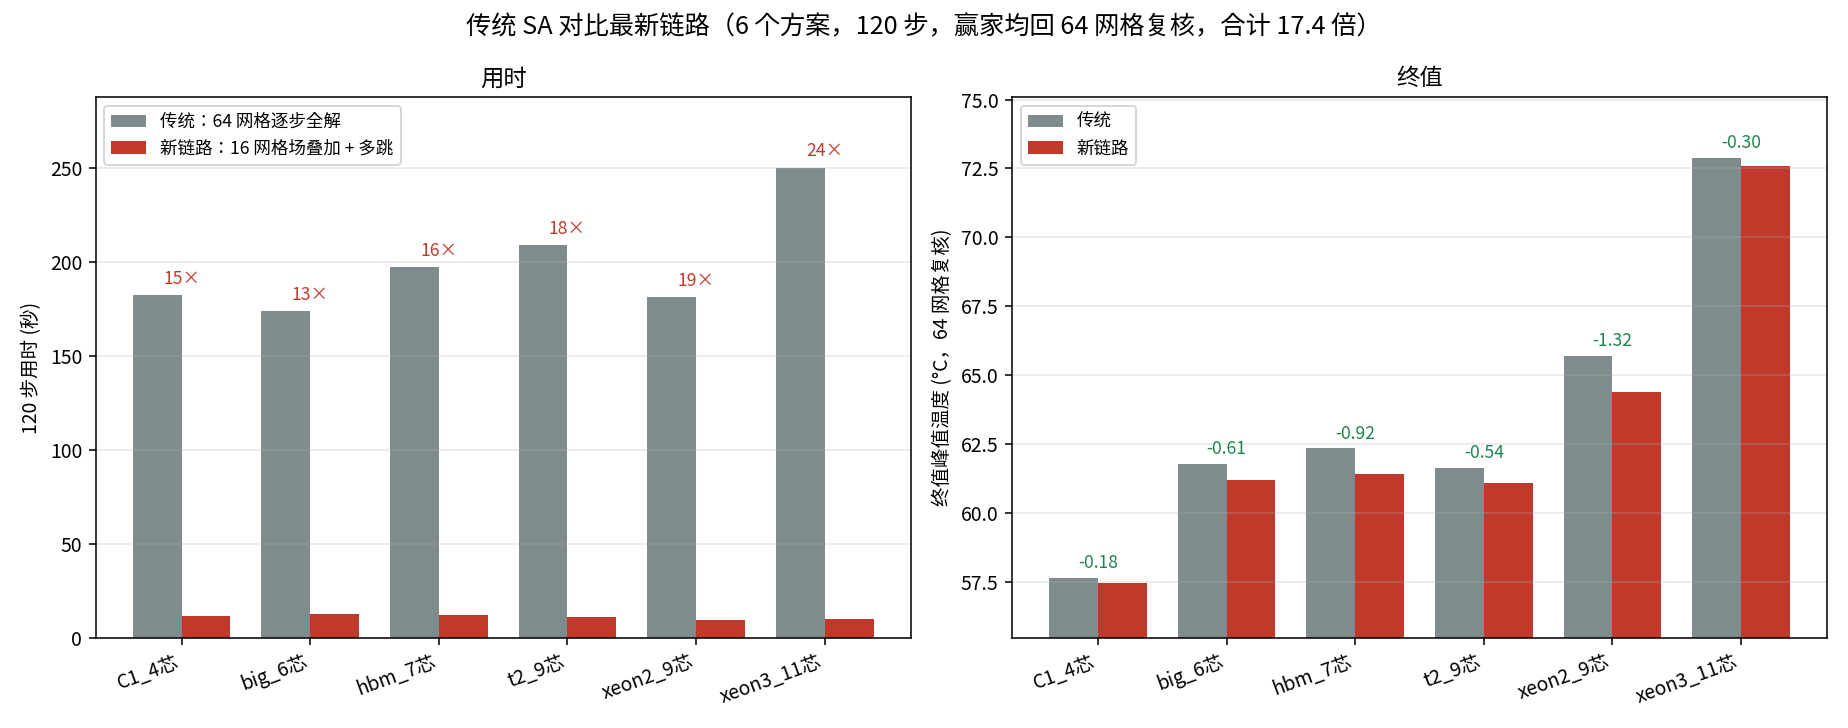 传统 SA 对比最新链路（6 个方案，120 步，赢家均回 64 网格复核，合计 17.4 倍）
用时
传统：64 网格逐步全解
新链路：16 网格场叠加 + 多跳
120 步用时 (秒)
250
200
150
100
50
0
15×
13×
16×
18×
19×
24×
C1_4芯
big_6芯
hbm_7芯
t2_9芯
xeon2_9芯
xeon3_11芯
终值
传统
新链路
终值峰值温度 (°C，64 网格复核)
75.0
72.5
70.0
67.5
65.0
62.5
60.0
57.5
-0.18
-0.61
-0.92
-0.54
-1.32
-0.30
C1_4芯
big_6芯
hbm_7芯
t2_9芯
xeon2_9芯
xeon3_11芯